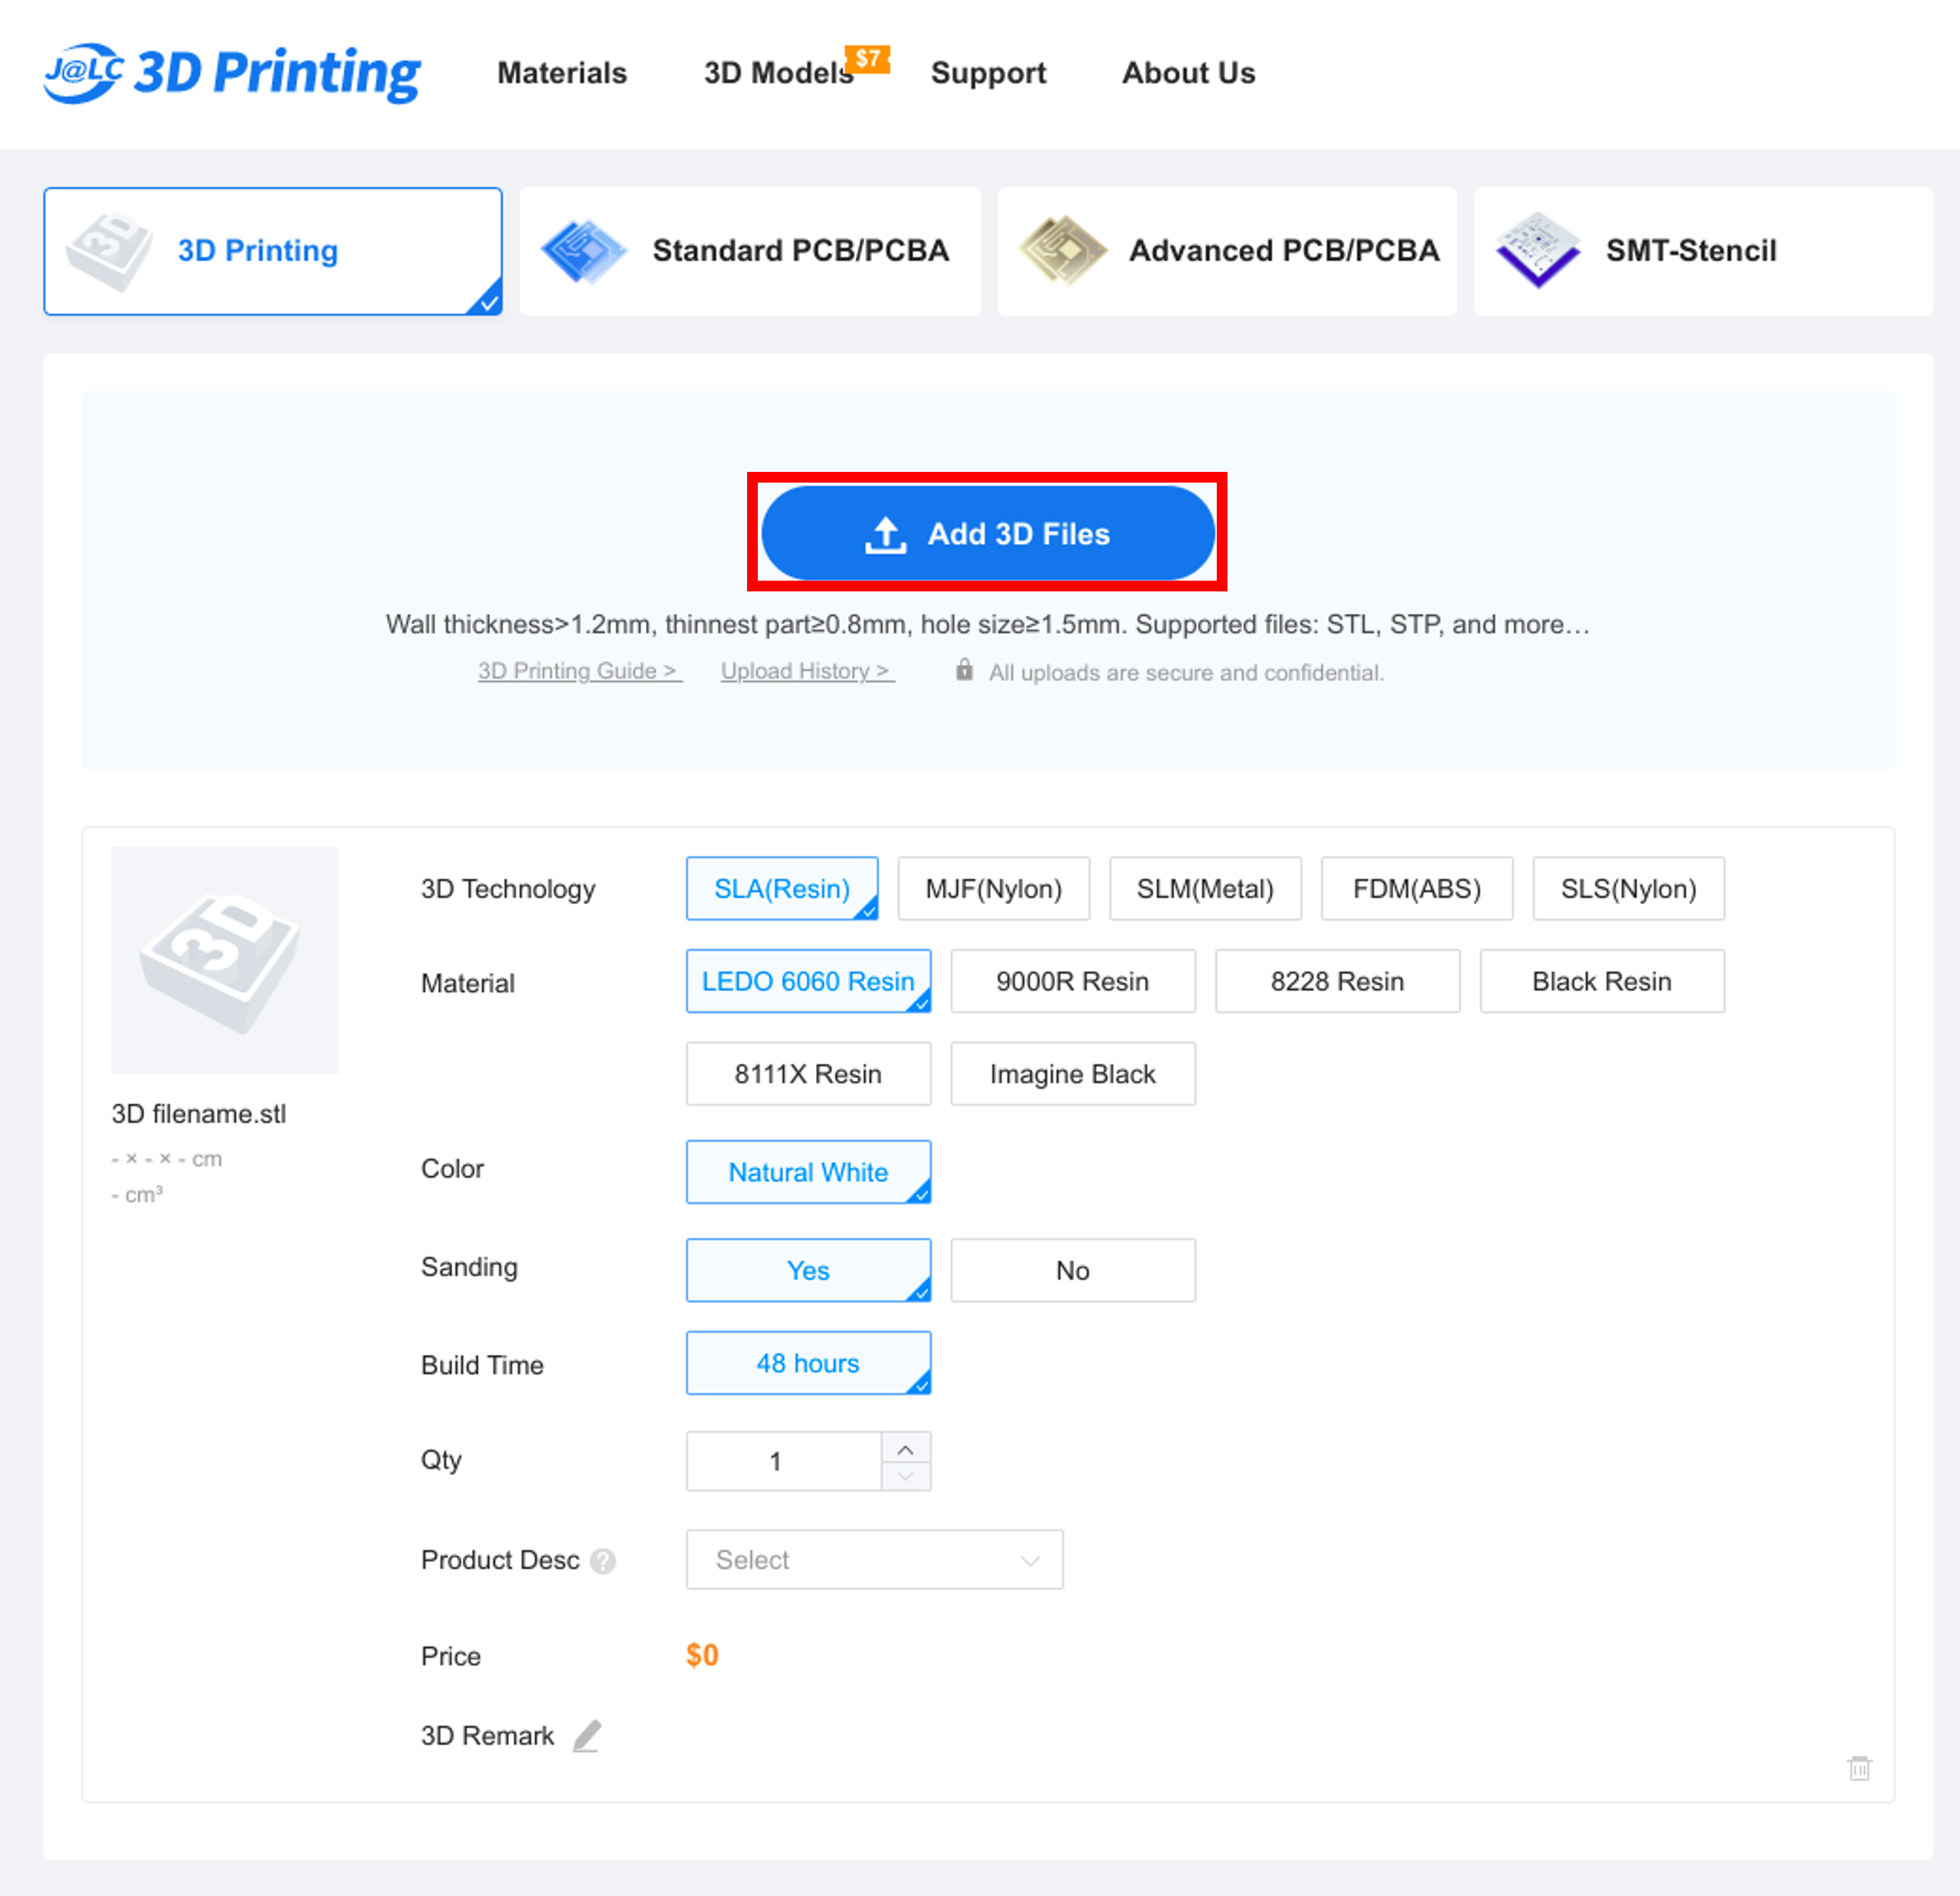 J@LC 3D Printing
Materials
3D Models
$7
Support
About Us
3D Printing
Standard PCB/PCBA
Advanced PCB/PCBA
SMT-Stencil
Add 3D Files
Wall thickness>1.2mm, thinnest part≥0.8mm, hole size≥1.5mm. Supported files: STL, STP, and more…
3D Printing Guide >
Upload History >
All uploads are secure and confidential.
3D
3D filename.stl
- × - × - cm
- cm³
3D Technology
SLA(Resin)
MJF(Nylon)
SLM(Metal)
FDM(ABS)
SLS(Nylon)
Material
LEDO 6060 Resin
9000R Resin
8228 Resin
Black Resin
8111X Resin
Imagine Black
Color
Natural White
Sanding
Yes
No
Build Time
48 hours
Qty
1
Product Desc ?
Select
Price
$0
3D Remark